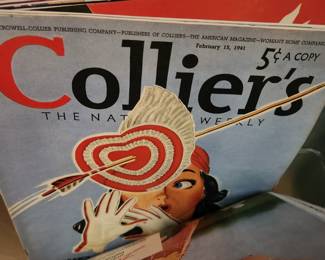 CROWELL-COLLIER PUBLISHING COMPANY—PUBLISHERS OF COLLIER'S—THE AMERICAN MAGAZINE—WOMAN'S HOME
February 15, 1941
5¢ A COPY
Collier's
THE NAT WEEKLY